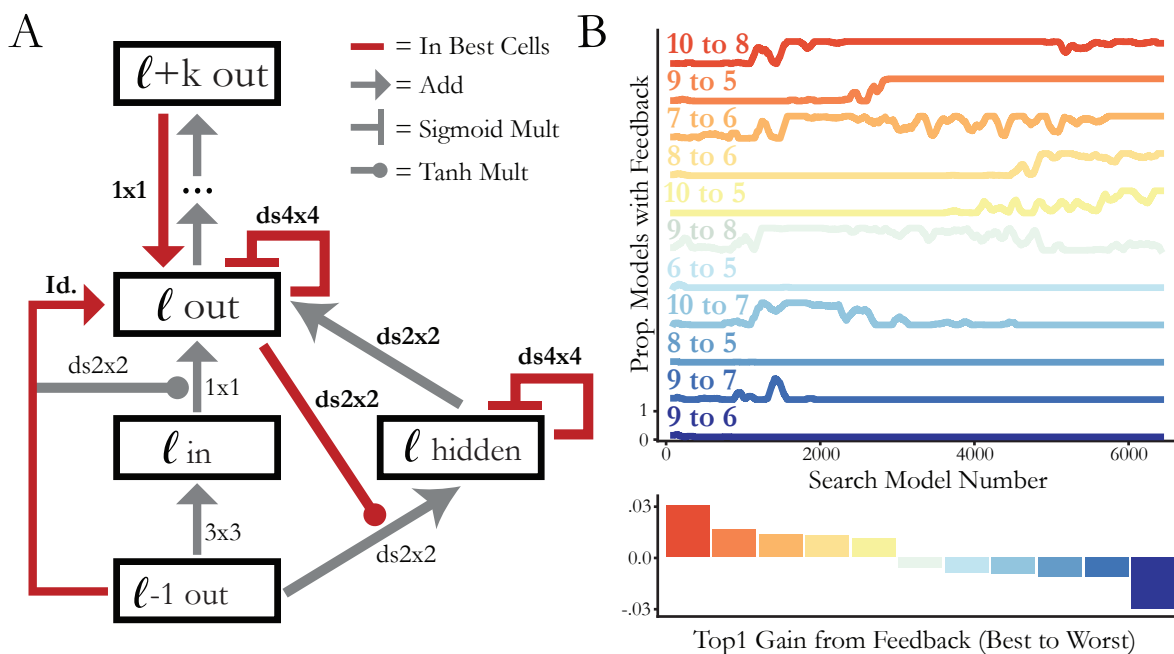 A
ℓ+k out
= In Best Cells
= Add
= Sigmoid Mult
= Tanh Mult
...
1x1
ds4x4
Id.
ℓ out
ds2x2
ds2x2
1x1
ds2x2
ds4x4
ℓ in
ℓ hidden
3x3
ds2x2
ℓ-1 out
B
Prop. Models with Feedback
10 to 8
9 to 5
7 to 6
8 to 6
10 to 5
9 to 8
6 to 5
10 to 7
8 to 5
9 to 7
9 to 6
1
0
0
2000
4000
6000
Search Model Number
.03
0.0
-.03
Top1 Gain from Feedback (Best to Worst)